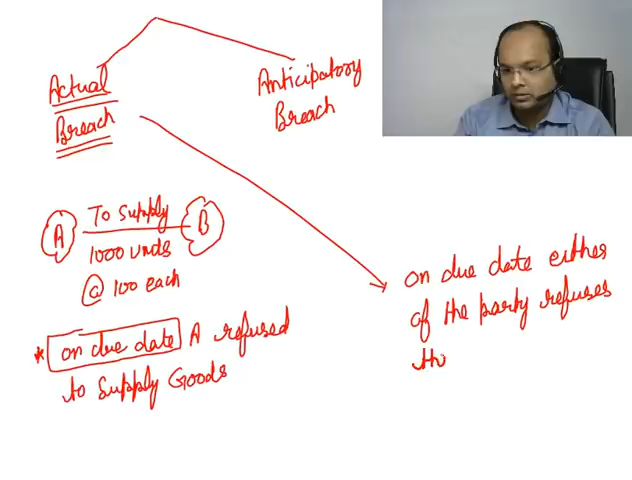 Actual
Breach
Anticipatory
Breach
A To Supply B
1000 units
@ 100 each
* on due date A refused
to Supply Goods
on due date either
of the party refuses